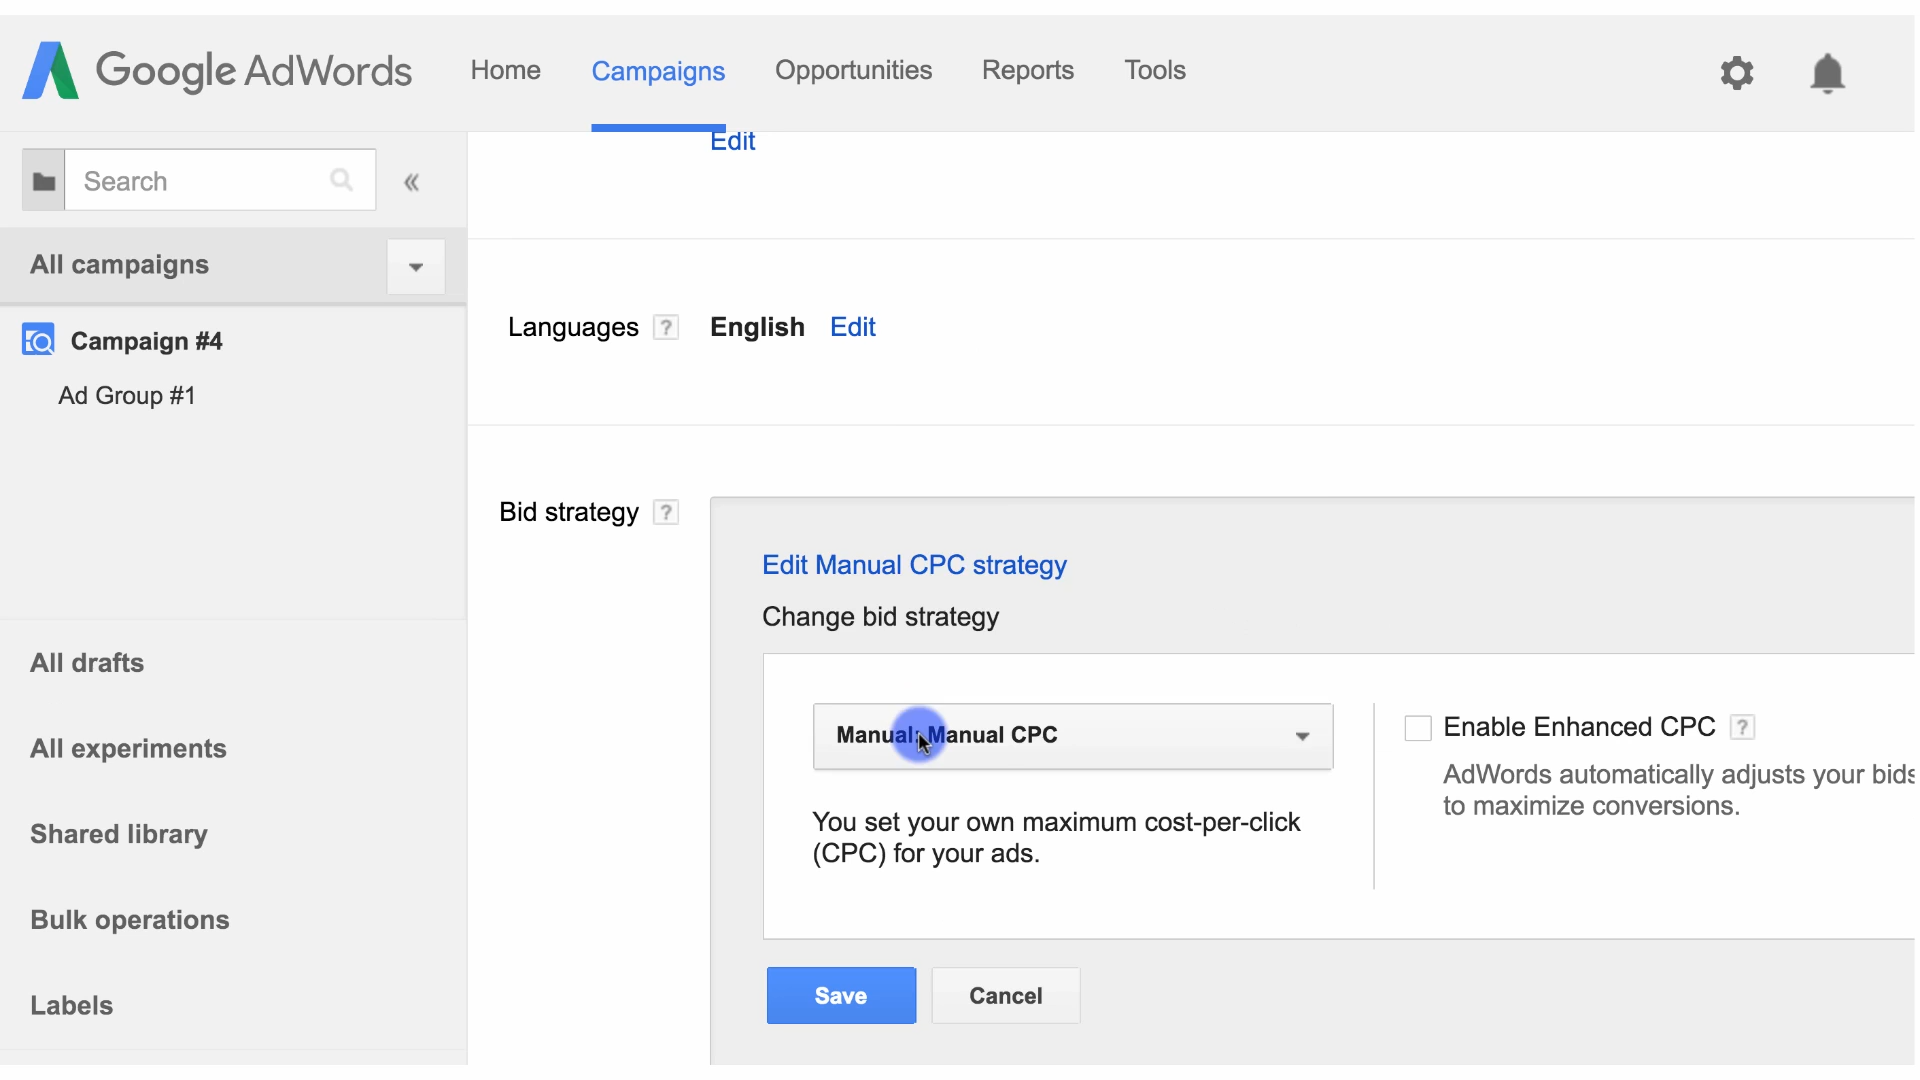 Google AdWords
Home
Campaigns
Opportunities
Reports
Tools
Search
«
All campaigns
Campaign #4
Ad Group #1
All drafts
All experiments
Shared library
Bulk operations
Labels
Edit
Languages ? English Edit
Bid strategy ?
Edit Manual CPC strategy
Change bid strategy
Manual: Manual CPC
You set your own maximum cost-per-click
(CPC) for your ads.
Enable Enhanced CPC ?
AdWords automatically adjusts your bids
to maximize conversions.
Save
Cancel